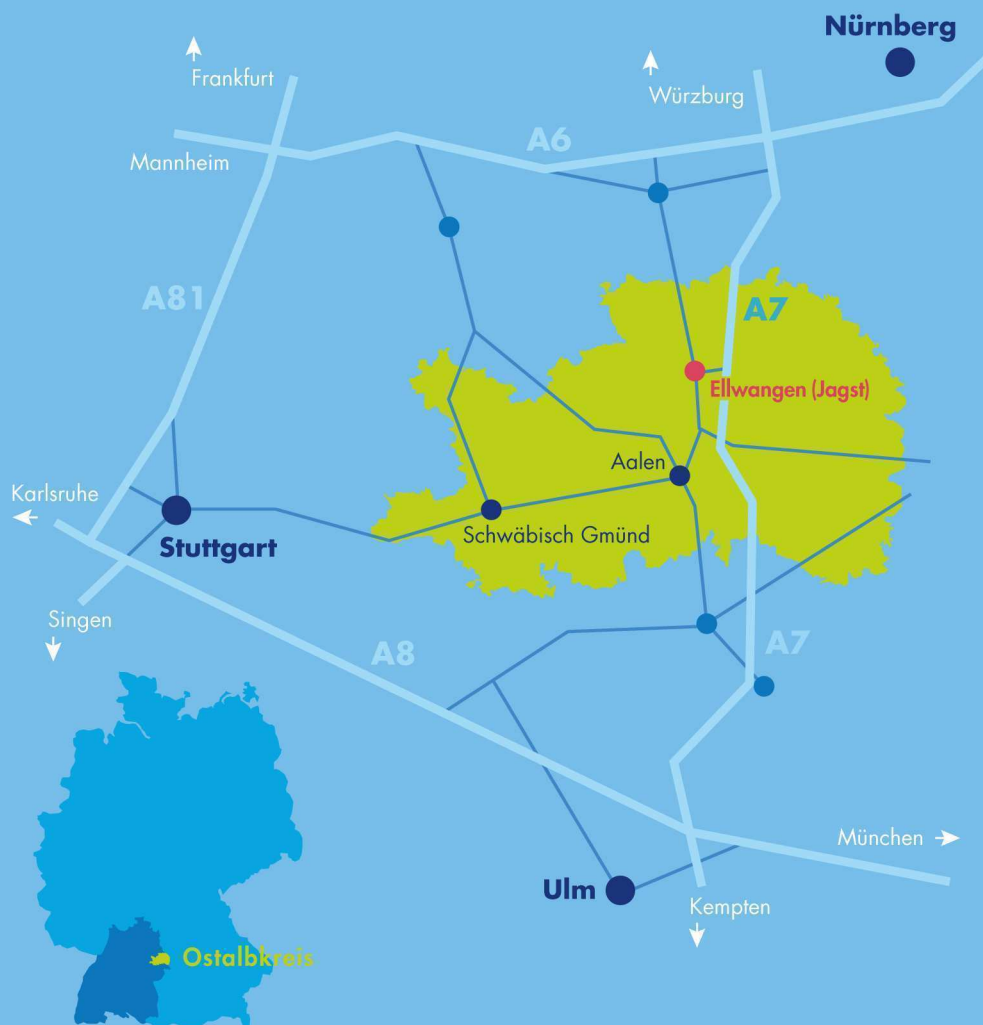 Nürnberg
Frankfurt
Würzburg
A6
Mannheim
A81
A7
Ellwangen (Jagst)
Aalen
Karlsruhe
Schwäbisch Gmünd
Stuttgart
Singen
A8
A7
München
Ulm
Kempten
Ostalbkreis